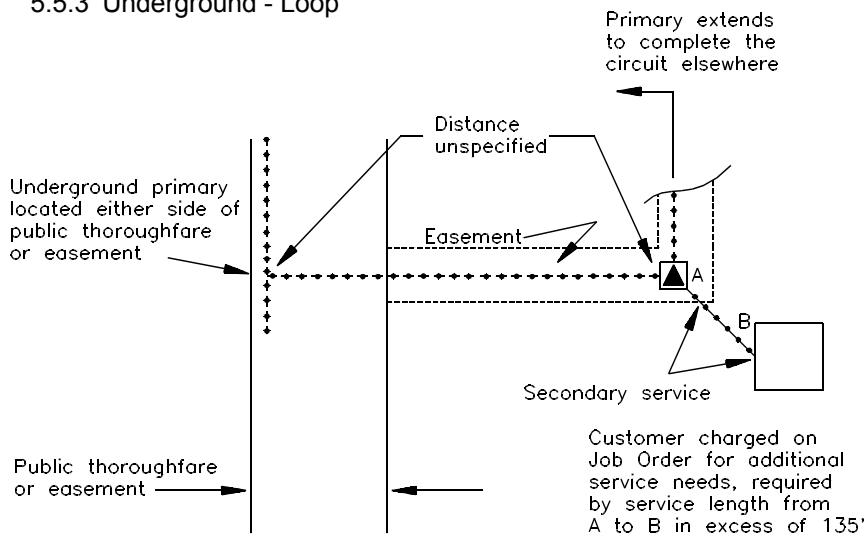 5.5.3 Underground - Loop
Primary extends
to complete the
circuit elsewhere
Distance
unspecified
Underground primary
located either side of
public thoroughfare
or easement
Easement
A
B
Secondary service
Public thoroughfare
or easement
Customer charged on
Job Order for additional
service needs, required
by service length from
A to B in excess of 135'